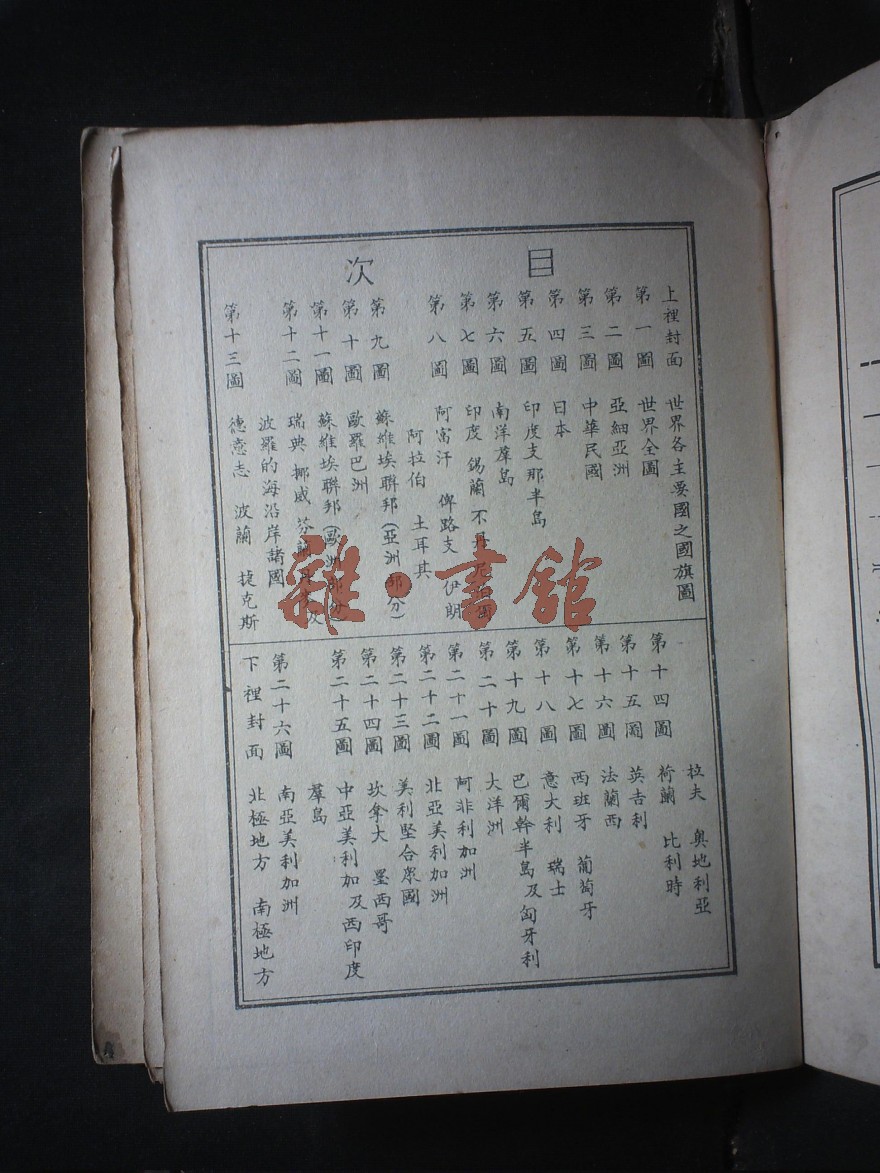 目次
上裡封面 世界各主要國之國旗圖
第一圖 世界全圖
第二圖 亞細亞洲
第三圖 中華民國
第四圖 日本
第五圖 印度支那半島
第六圖 南洋羣島
第七圖 印度 錫蘭 不丹 尼泊爾
第八圖 阿富汗 俾路支 伊朗
阿拉伯 土耳其
第九圖 蘇維埃聯邦(亞洲部分)
第十圖 歐羅巴洲
第十一圖 蘇維埃聯邦(歐洲部分)
第十二圖 瑞典 挪威 芬蘭 及
波羅的海沿岸諸國
第十三圖 德意志 波蘭 捷克斯
拉夫 奧地利亞
第十四圖 荷蘭 比利時
第十五圖 英吉利
第十六圖 法蘭西
第十七圖 西班牙 葡萄牙
第十八圖 意大利 瑞士
第十九圖 巴爾幹半島及匈牙利
第二十圖 大洋洲
第二十一圖 阿非利加洲
第二十二圖 北亞美利加洲
第二十三圖 美利堅合衆國
第二十四圖 坎拿大 墨西哥
第二十五圖 中亞美利加及西印度
羣島
第二十六圖 南亞美利加洲
下裡封面 北極地方 南極地方
雜·書館